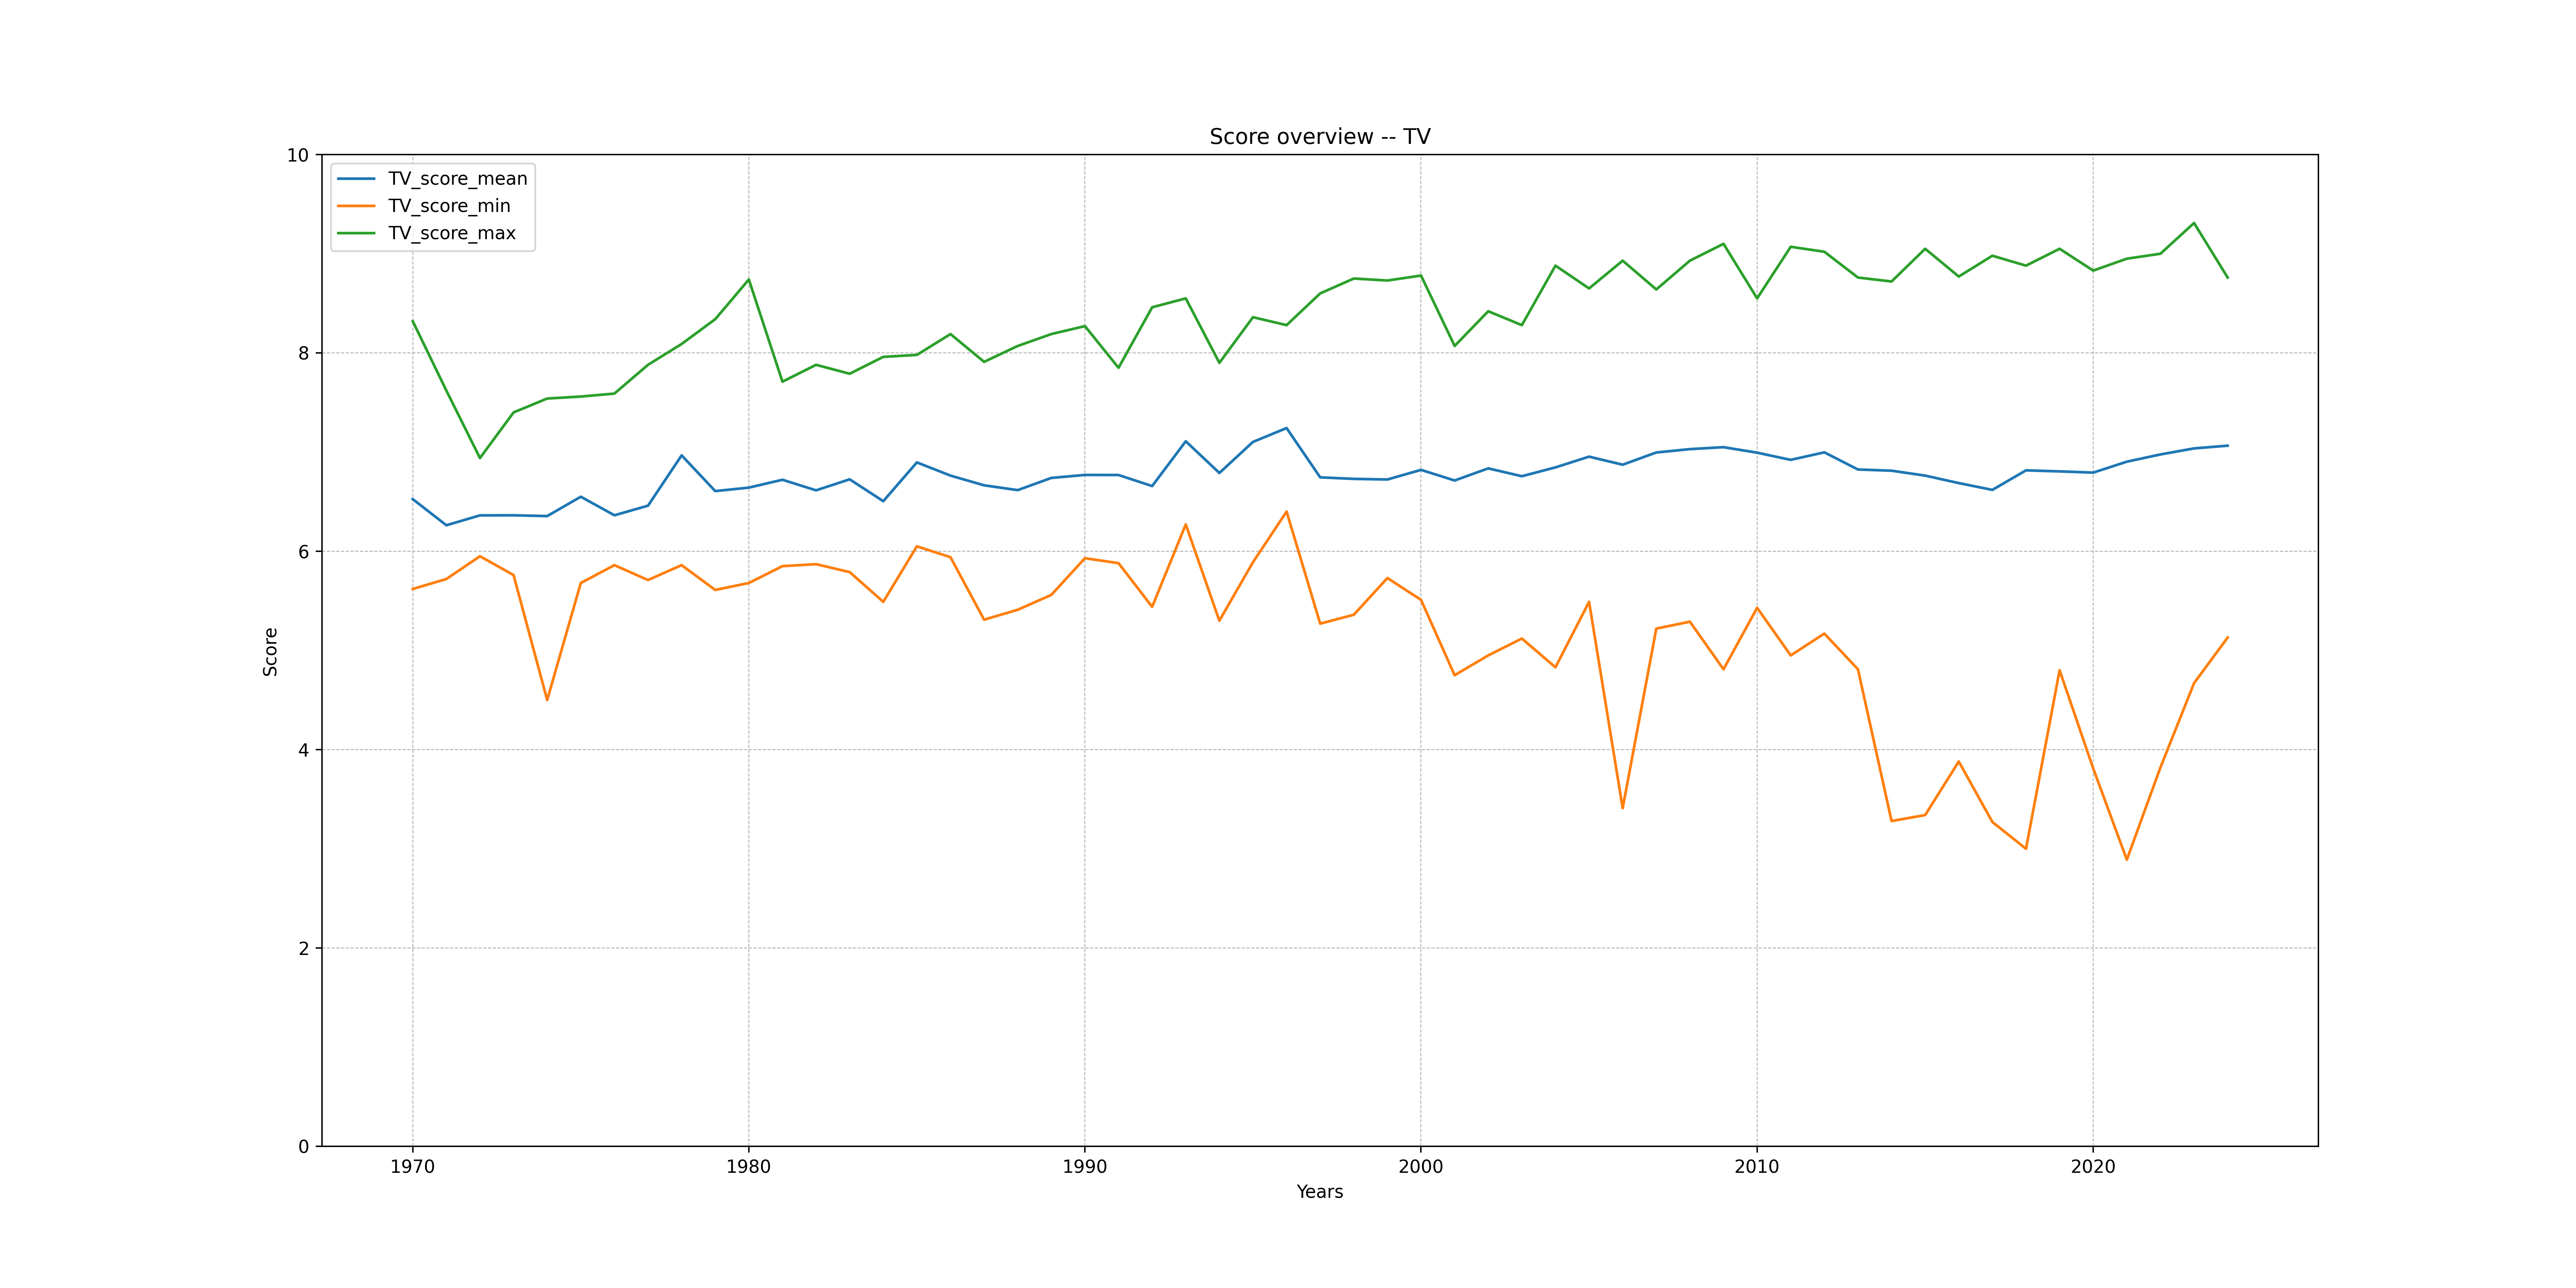 Score overview -- TV
TV_score_mean
TV_score_min
TV_score_max
10
8
6
4
2
0
Score
1970
1980
1990
2000
2010
2020
Years